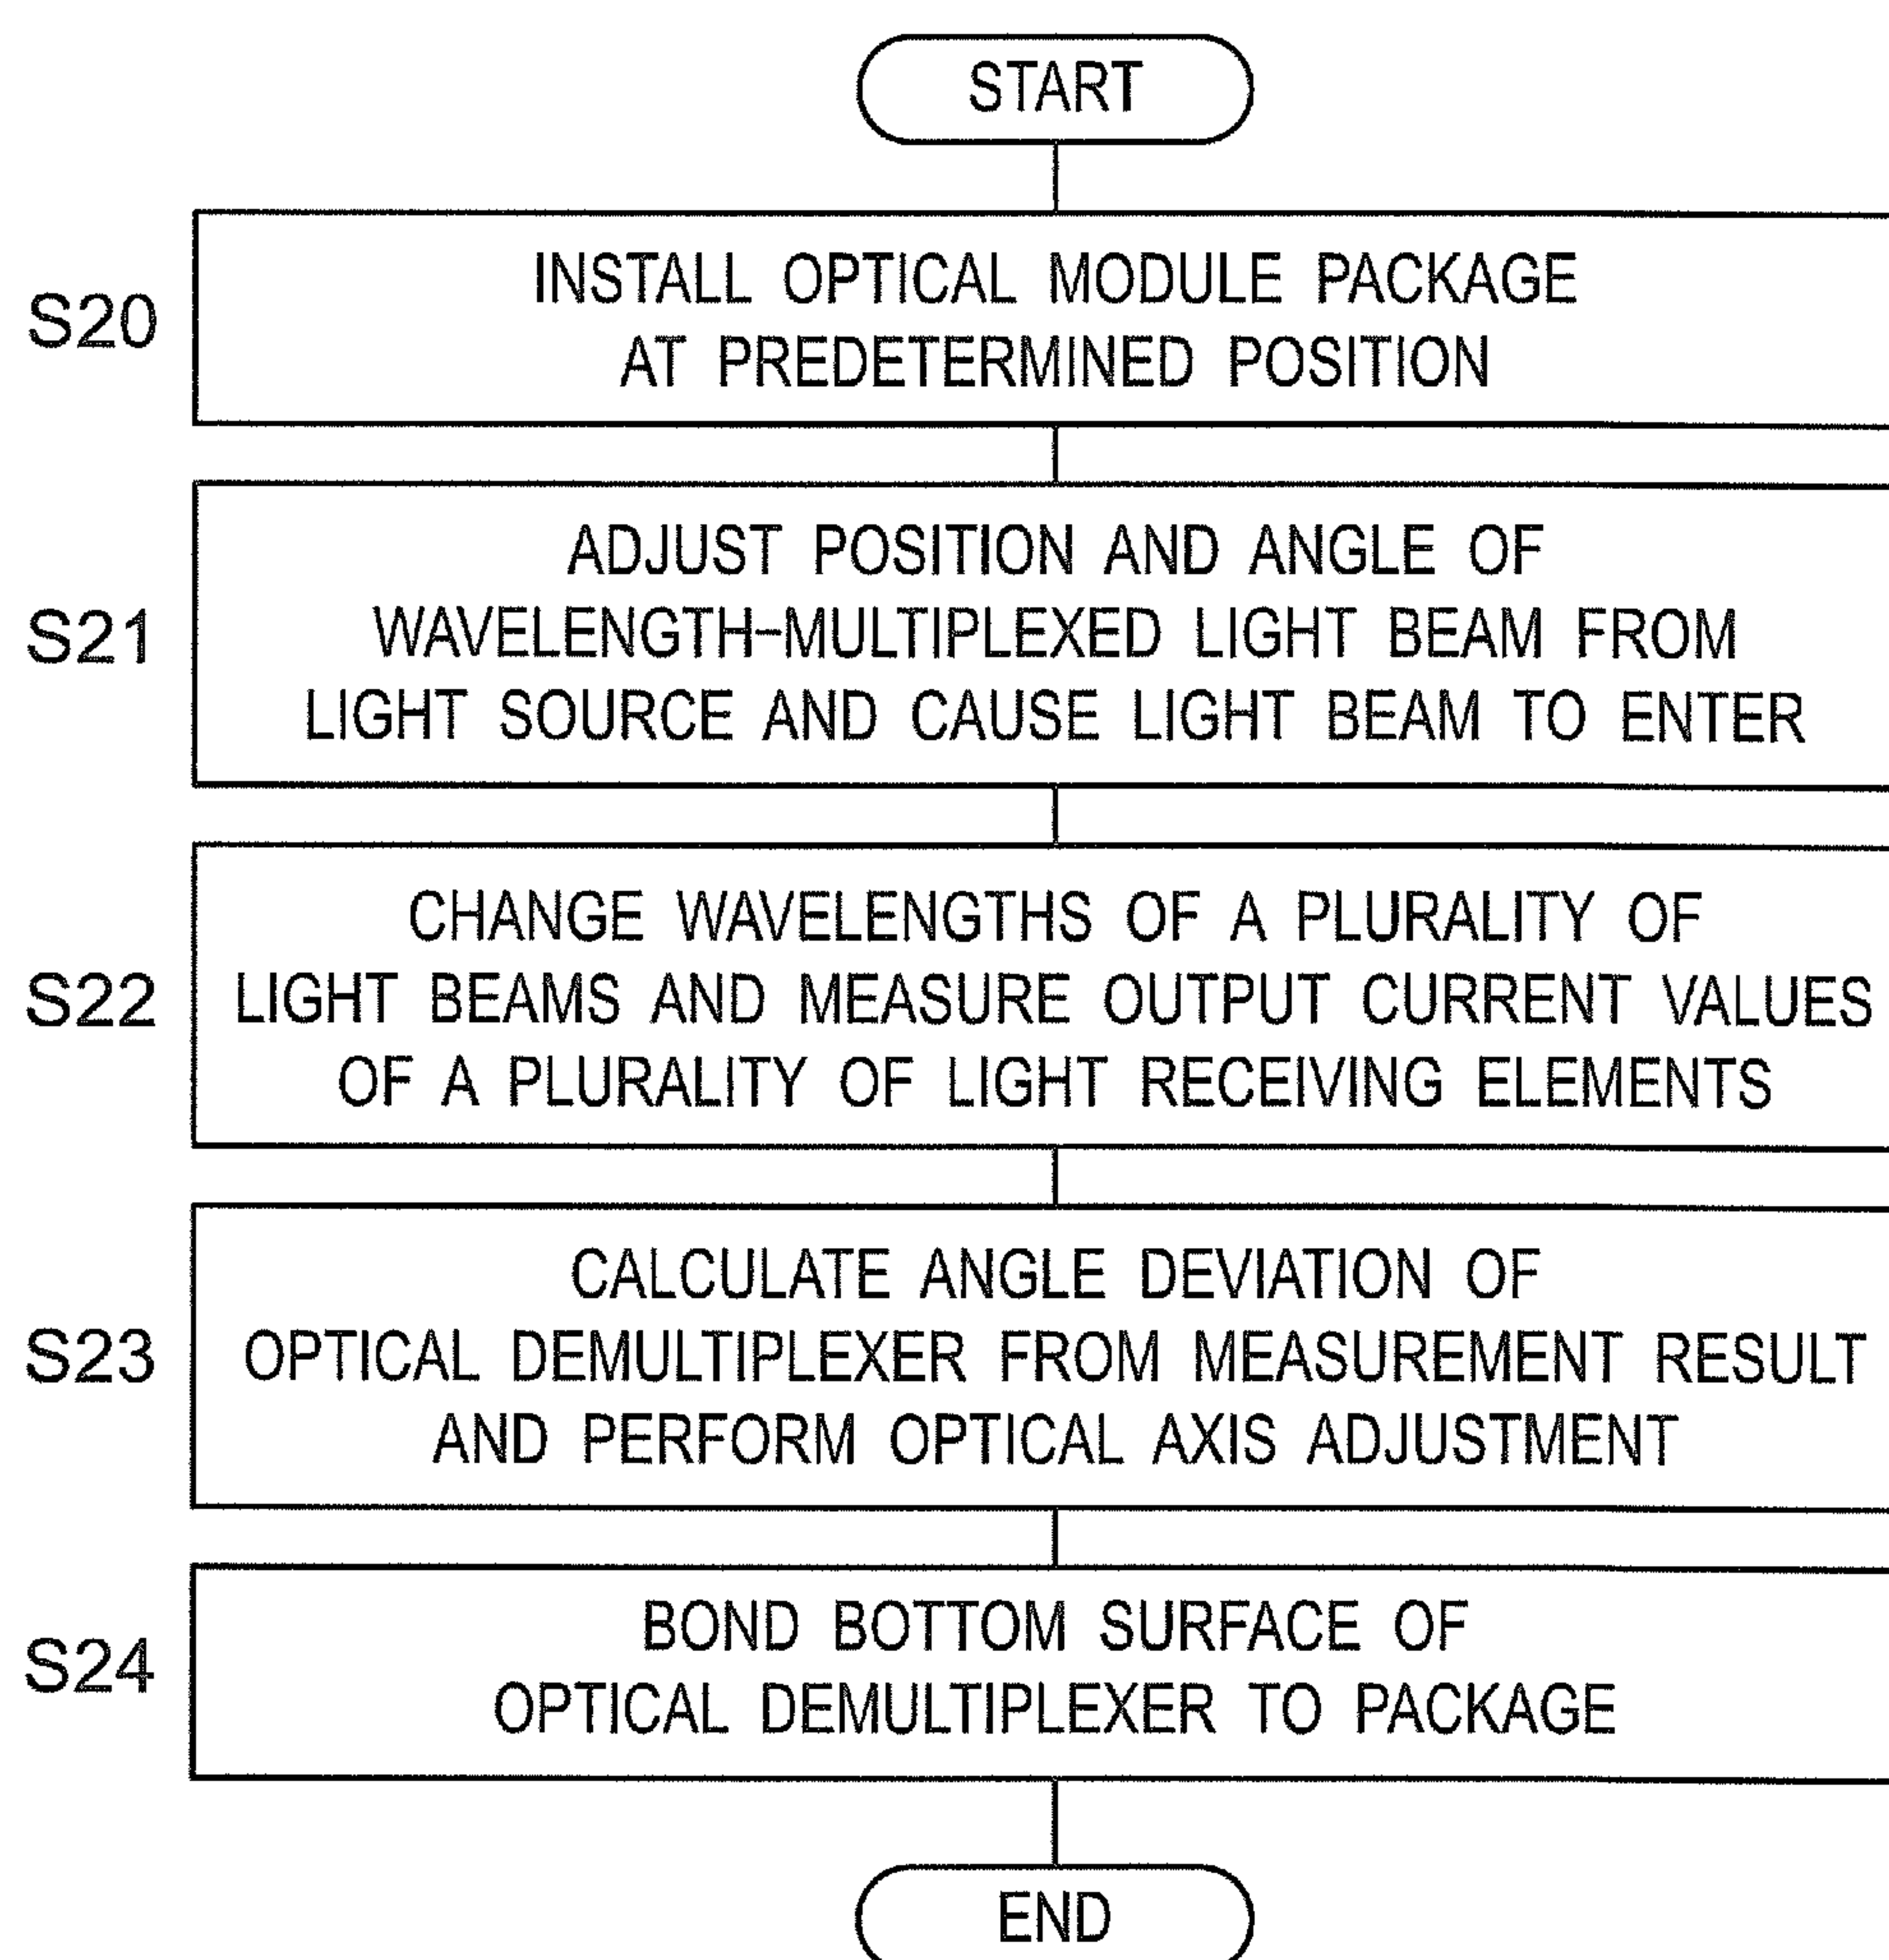 START
S20
INSTALL OPTICAL MODULE PACKAGE
AT PREDETERMINED POSITION
S21
ADJUST POSITION AND ANGLE OF
WAVELENGTH-MULTIPLEXED LIGHT BEAM FROM
LIGHT SOURCE AND CAUSE LIGHT BEAM TO ENTER
S22
CHANGE WAVELENGTHS OF A PLURALITY OF
LIGHT BEAMS AND MEASURE OUTPUT CURRENT VALUES
OF A PLURALITY OF LIGHT RECEIVING ELEMENTS
S23
CALCULATE ANGLE DEVIATION OF
OPTICAL DEMULTIPLEXER FROM MEASUREMENT RESULT
AND PERFORM OPTICAL AXIS ADJUSTMENT
S24
BOND BOTTOM SURFACE OF
OPTICAL DEMULTIPLEXER TO PACKAGE
END